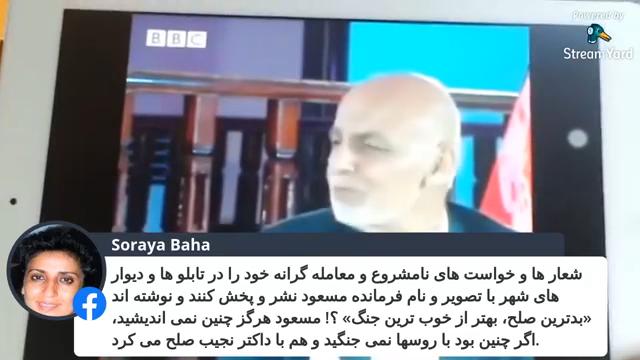 BBC
Powered by
StreamYard
Soraya Baha
شعار ها و خواست های نامشروع و معامله گرانه خود را در تابلو ها و دیوار
های شهر با تصویر و نام فرمانده مسعود نشر و پخش کنند و نوشته اند
«بدترین صلح، بهتر از خوب ترین جنگ» ؟! مسعود هرگز چنین نمی اندیشید،
اگر چنین بود با روسها نمی جنگید و هم با داکتر نجیب صلح می کرد.